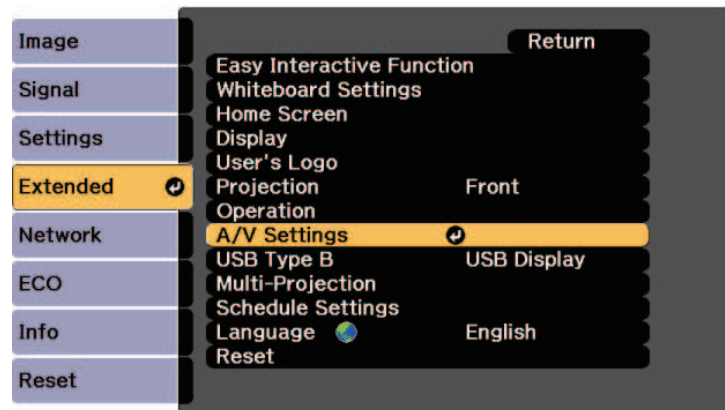 Image
Signal
Settings
Extended
Network
ECO
Info
Reset
Return
Easy Interactive Function
Whiteboard Settings
Home Screen
Display
User's Logo
Projection Front
Operation
A/V Settings
USB Type B USB Display
Multi-Projection
Schedule Settings
Language English
Reset